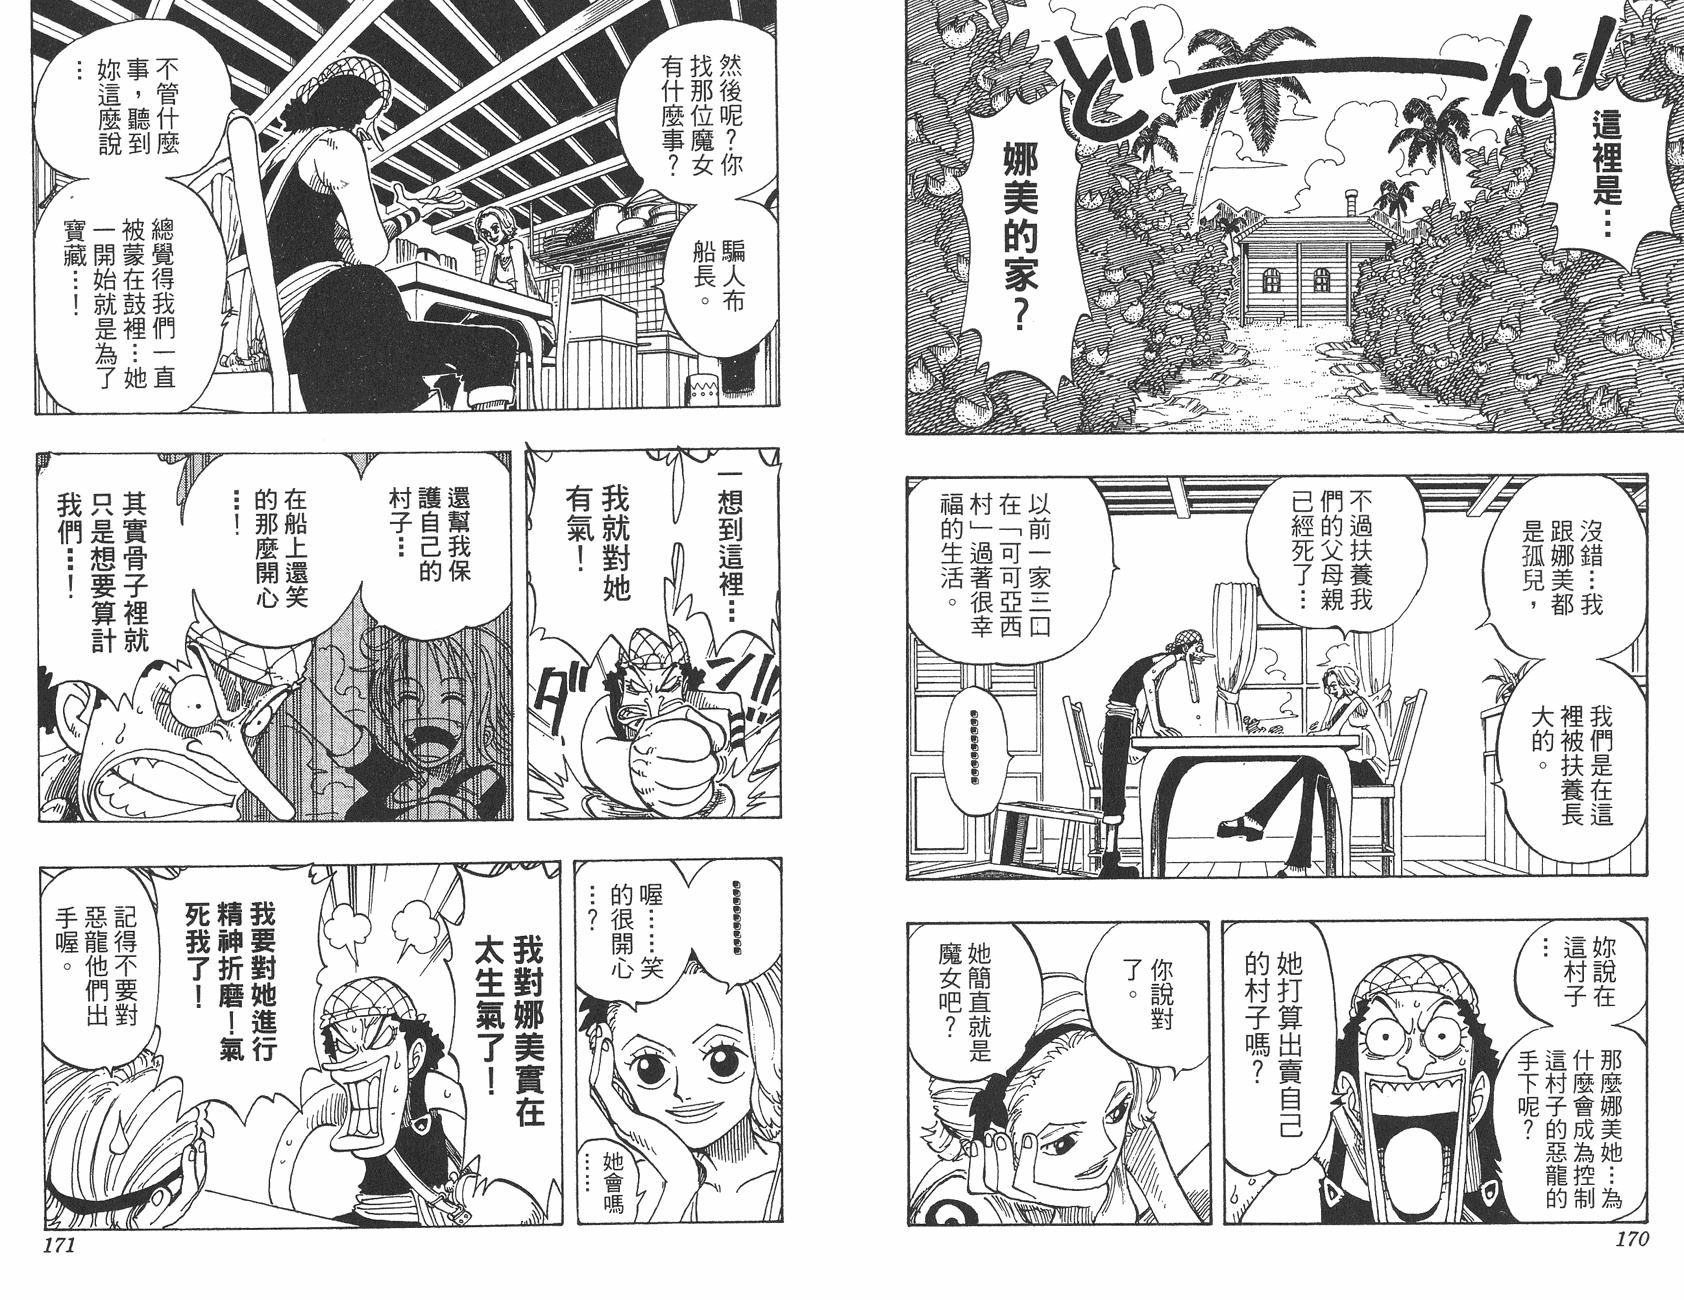 どーーん
這裡是…
娜美的家？
沒錯…我
跟娜美都
是孤兒，
我們是在這
裡被扶養長
大的。
不過扶養我
們的父母親
已經死了…
以前一家三口
在「可可亞西
村」過著很幸
福的生活。
…………
妳說在
這村子
…
那麼娜美她…為
什麼會成為控制
這村子的惡龍的
手下呢？
她打算出賣自己
的村子嗎？
你說對
了。
她簡直就是
魔女吧？
170
然後呢？你
找那位魔女
有什麼事？
騙人布
船長。
不管什麼
事，聽到
妳這麼說
…
總覺得我們一直
被蒙在鼓裡…她
一開始就是為了
寶藏…！
一想到這裡…
我就對她
有氣！
ダン!!
還幫我保
護自己的
村子…
在船上還笑
的那麼開心
…！
其實骨子裡就
只是想要算計
我們…！
…………
喔……笑
的很開心
…？
她會嗎
……
我對娜美實在
太生氣了！
我要對她進行
精神折磨！氣
死我了！
記得不要對
惡龍他們出
手喔。
171